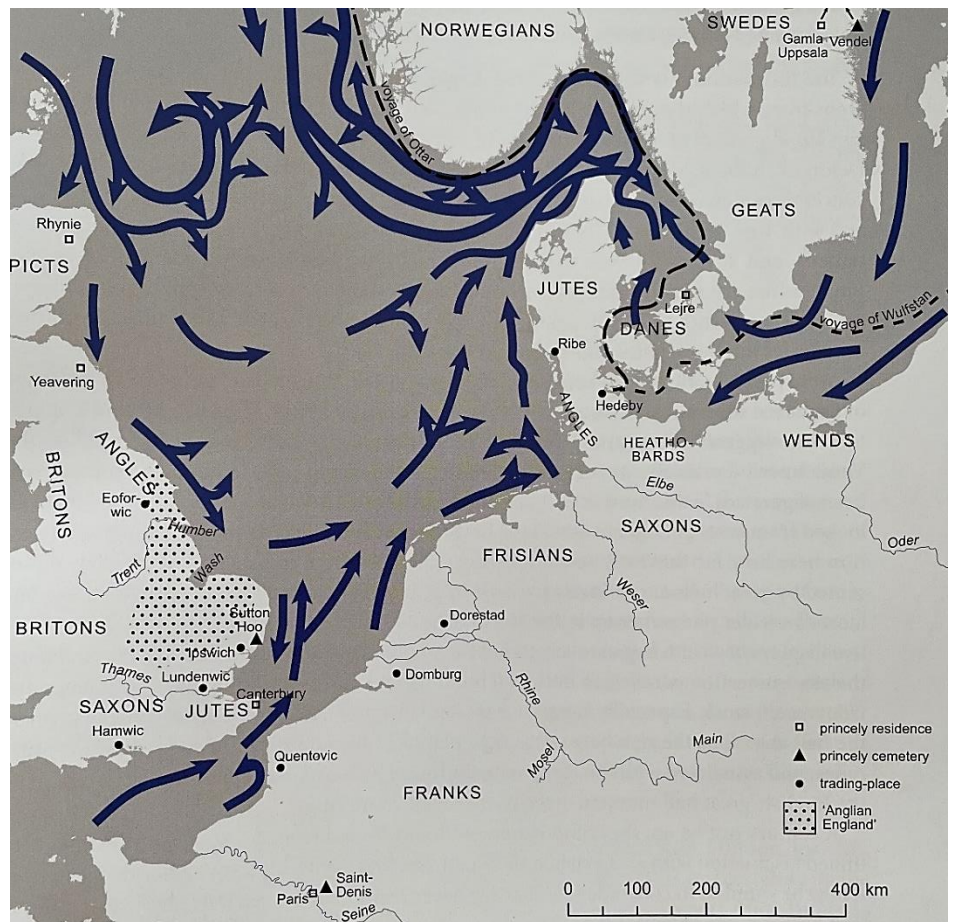 NORWEGIANS
SWEDES
Gamla
Uppsala
Vendel
voyage of Ottar
Rhynie
PICTS
GEATS
JUTES
Lejre
voyage of Wulfstan
DANES
Ribe
Yeavering
Hedeby
ANGLES
HEATHO-
BARDS
WENDS
ANGLES
BRITONS
Eofor-
wic
Elbe
Humber
SAXONS
Oder
Trent
Wash
FRISIANS
Weser
Sutton
Hoo
Dorestad
BRITONS
Ipswich
Thames
Lundenwic
Domburg
Canterbury
Rhine
SAXONS
JUTES
Hamwic
Main
Quentovic
Mosel
FRANKS
princely residence
princely cemetery
trading-place
'Anglian
England'
Saint-
Denis
Paris
Seine
0 100 200 400 km